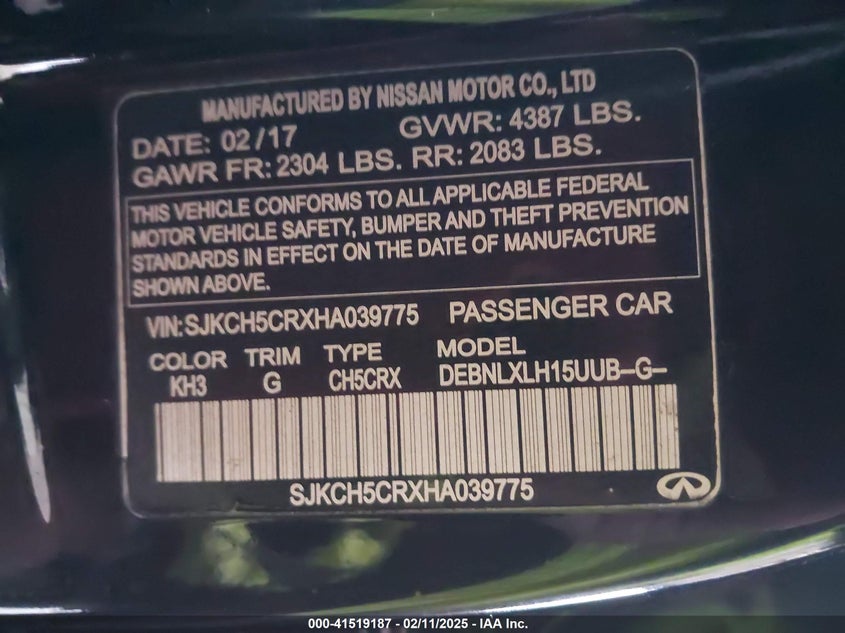 MANUFACTURED BY NISSAN MOTOR CO., LTD
DATE: 02/17 GVWR: 4387 LBS.
GAWR FR: 2304 LBS. RR: 2083 LBS.
THIS VEHICLE CONFORMS TO ALL APPLICABLE FEDERAL
MOTOR VEHICLE SAFETY, BUMPER AND THEFT PREVENTION
STANDARDS IN EFFECT ON THE DATE OF MANUFACTURE
SHOWN ABOVE.
VIN: SJKCH5CRXHA039775 PASSENGER CAR
COLOR TRIM TYPE MODEL
KH3 G CH5CRX DEBNLXLH15UUB-G-
SJKCH5CRXHA039775
000-41519187 - 02/11/2025 - IAA Inc.